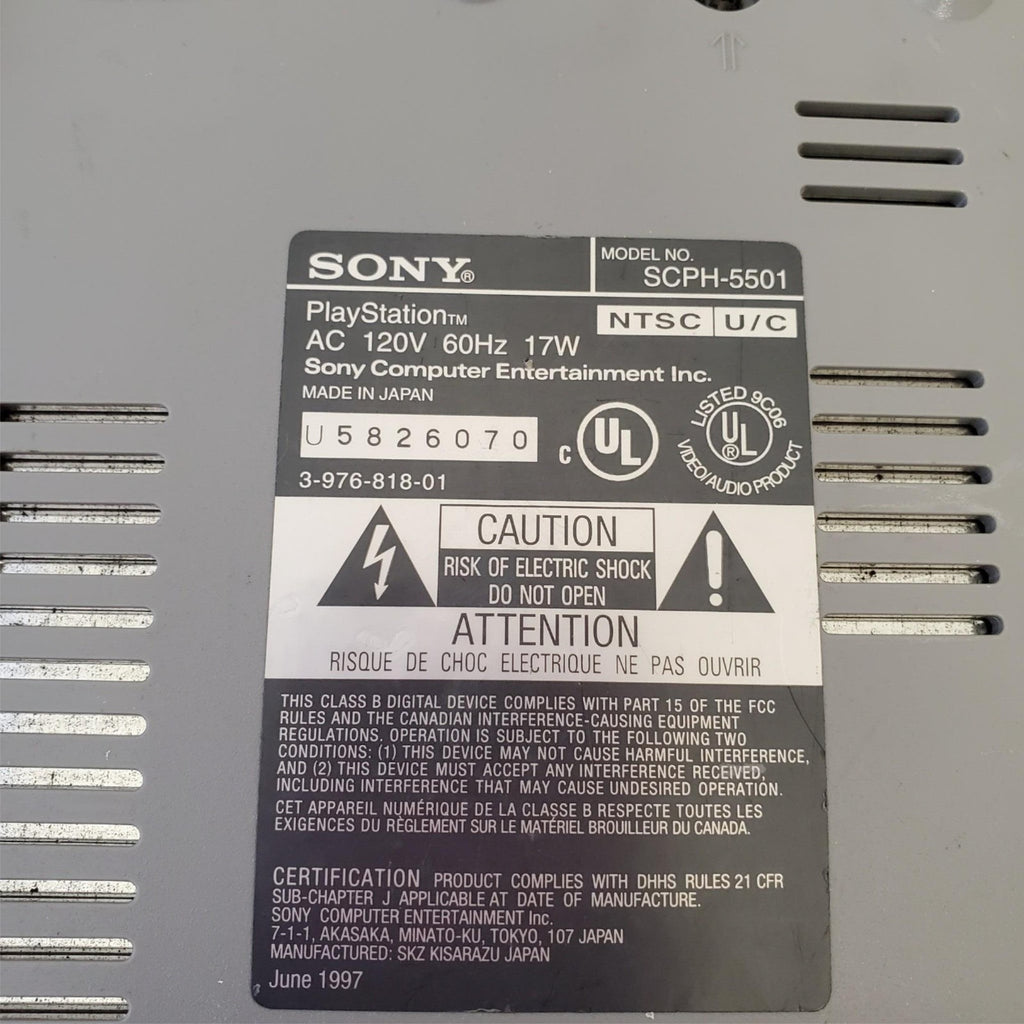 SONY®
MODEL NO.
SCPH-5501
PlayStation™
NTSC U/C
AC 120V 60Hz 17W
Sony Computer Entertainment Inc.
MADE IN JAPAN
U5826070
C UL
LISTED 9C06
UL®
VIDEO/AUDIO PRODUCT
3-976-818-01
CAUTION
RISK OF ELECTRIC SHOCK
DO NOT OPEN
ATTENTION
RISQUE DE CHOC ELECTRIQUE NE PAS OUVRIR
THIS CLASS B DIGITAL DEVICE COMPLIES WITH PART 15 OF THE FCC
RULES AND THE CANADIAN INTERFERENCE-CAUSING EQUIPMENT
REGULATIONS. OPERATION IS SUBJECT TO THE FOLLOWING TWO
CONDITIONS: (1) THIS DEVICE MAY NOT CAUSE HARMFUL INTERFERENCE,
AND (2) THIS DEVICE MUST ACCEPT ANY INTERFERENCE RECEIVED,
INCLUDING INTERFERENCE THAT MAY CAUSE UNDESIRED OPERATION.
CET APPAREIL NUMÉRIQUE DE LA CLASSE B RESPECTE TOUTES LES
EXIGENCES DU RÈGLEMENT SUR LE MATÉRIEL BROUILLEUR DU CANADA.
CERTIFICATION PRODUCT COMPLIES WITH DHHS RULES 21 CFR
SUB-CHAPTER J APPLICABLE AT DATE OF MANUFACTURE.
SONY COMPUTER ENTERTAINMENT Inc.
7-1-1, AKASAKA, MINATO-KU, TOKYO, 107 JAPAN
MANUFACTURED: SKZ KISARAZU JAPAN
June 1997